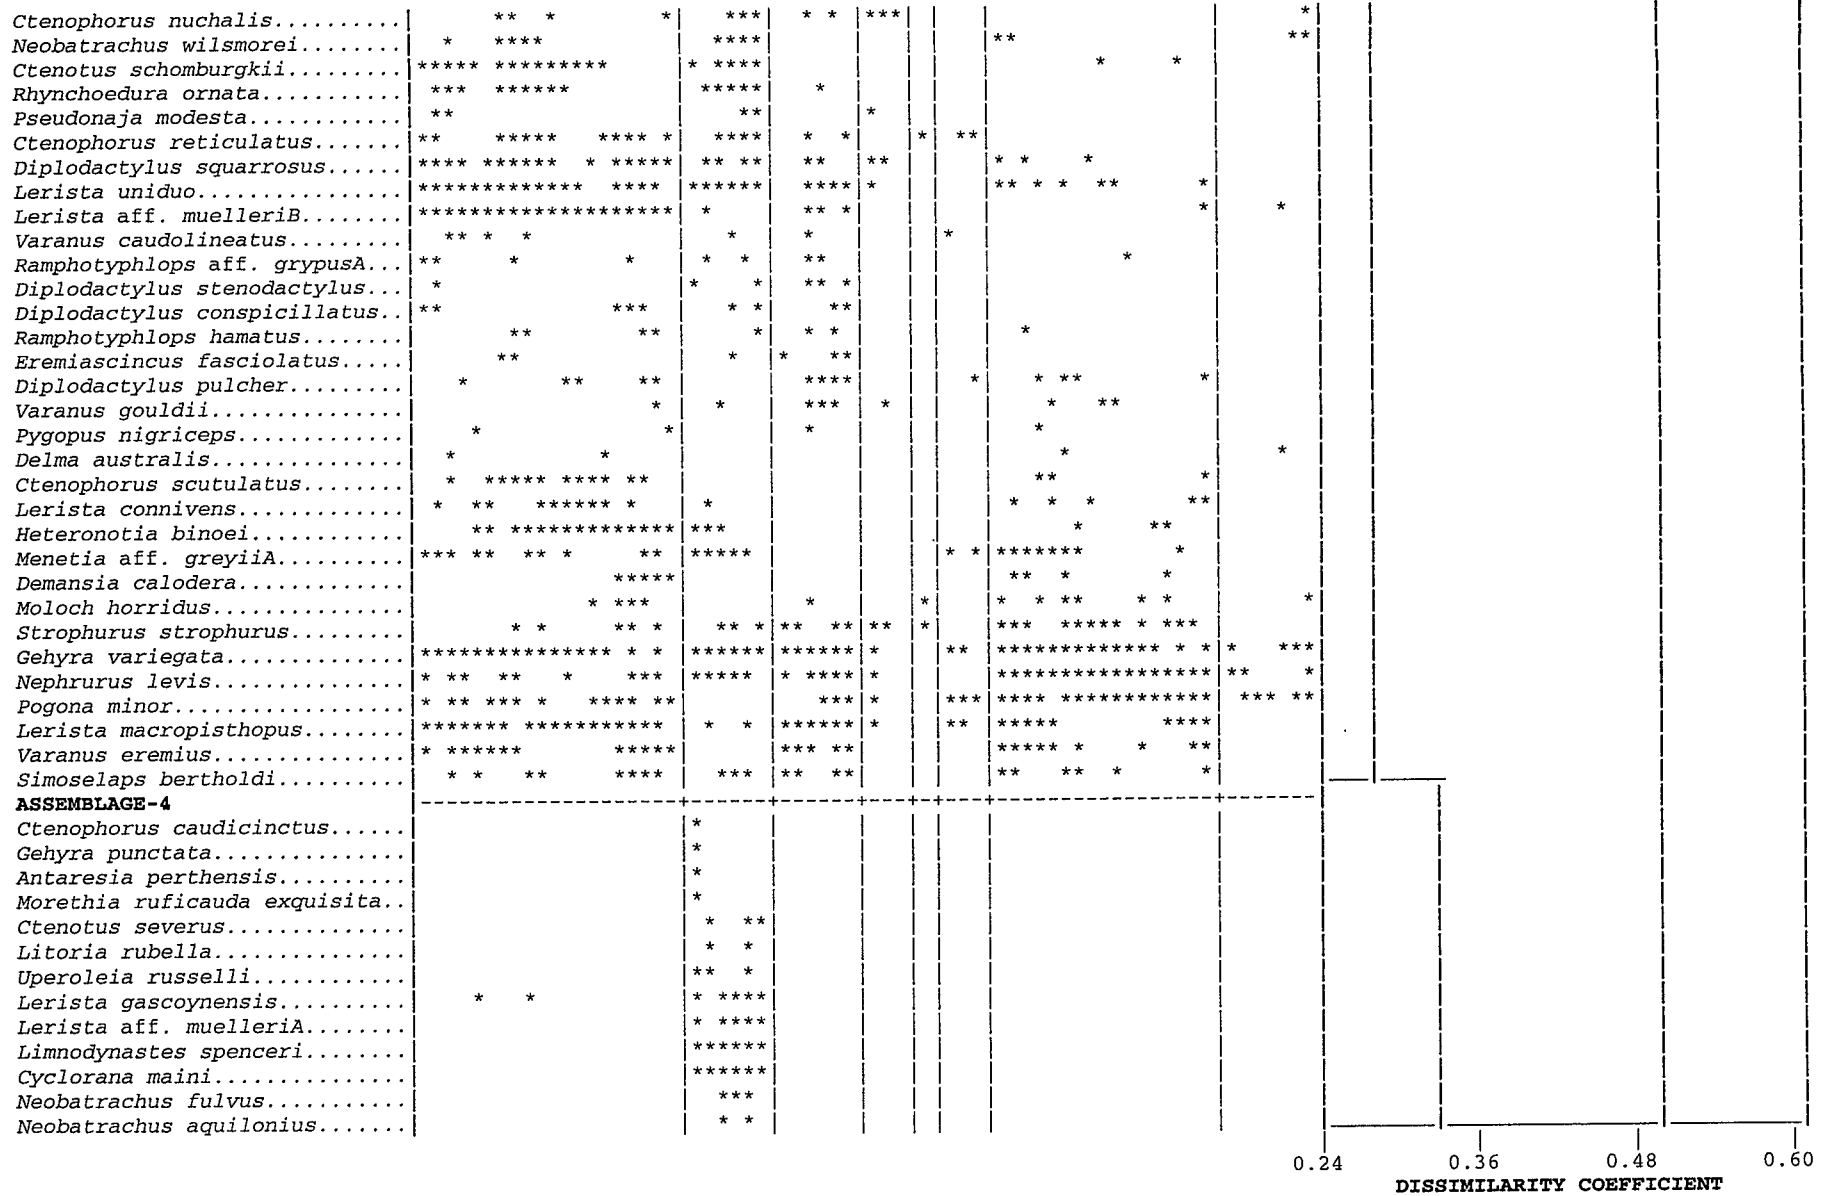 Ctenophorus nuchalis..........| ** * *| ***| * * |***| | | | *|
Neobatrachus wilsmorei........| * **** | ****| | | | |** | **|
Ctenotus schomburgkii.........|***** ********* |* ****| | | | | * * | |
Rhynchoedura ornata...........| *** ****** | *****| * | | | | | |
Pseudonaja modesta............| ** | **| |* | | | | |
Ctenophorus reticulatus.......|** ***** **** *| ****| * *| |*| **| | |
Diplodactylus squarrosus......|**** ****** * *****| ** **| ** |** | | |* * * | |
Lerista uniduo................|************* **** |******| ****|* | | |** * * ** *| |
Lerista aff. muelleriB........|********************| * | ** *| | | | *| * |
Varanus caudolineatus.........| ** * * | * | * | | |* | | |
Ramphotyphlops aff. grypusA...|** * * | * * | ** | | | | * | |
Diplodactylus stenodactylus...| * |* *| ** *| | | | | |
Diplodactylus conspicillatus..|** *** | * *| **| | | | | |
Ramphotyphlops hamatus........| ** ** | *| * * | | | | * | |
Eremiascincus fasciolatus.....| ** | * |* **| | | | | |
Diplodactylus pulcher.........| * ** ** | | ****| | | *| * ** *| |
Varanus gouldii...............| * | * | *** | * | | | * ** | |
Pygopus nigriceps.............| * *| | * | | | | * | |
Delma australis...............| * * | | | | | | * | * |
Ctenophorus scutulatus........| * ***** **** ** | | | | | | ** *| |
Lerista connivens.............| * ** ****** * | * | | | | | * * * **| |
Heteronotia binoei............| ** *************|*** | | | | | * ** | |
Menetia aff. greyiiA..........|*** ** ** * ** |***** | | | |* *|******* * | |
Demansia calodera.............| *****| | | | | | ** * * | |
Moloch horridus...............| * *** | | * | |*| |* * ** * * | *|
Strophurus strophurus.........| * * ** * | ** *|** **|** |*| |*** ***** * *** | |
Gehyra variegata..............|*************** * * |******|******|* | |** |************* * *|* ***|
Nephrurus levis...............|* ** ** * *** |***** |* ****|* | | |*****************|** *|
Pogona minor..................|* ** *** * **** **| | ***|* | |***|**** ************| *** **|
Lerista macropisthopus........|******* *********** | * * |******|* | |** |***** ****| |
Varanus eremius...............|* ****** *****| |*** **| | | |***** * * **| |
Simoselaps bertholdi..........| * * ** **** | *** |** **| | | |** ** * *| |
ASSEMBLAGE-4
Ctenophorus caudicinctus......| |* | | | | | | |
Gehyra punctata...............| |* | | | | | | |
Antaresia perthensis..........| |* | | | | | | |
Morethia ruficauda exquisita..| |* | | | | | | |
Ctenotus severus..............| | * **| | | | | | |
Litoria rubella...............| | * * | | | | | | |
Uperoleia russelli............| |** * | | | | | | |
Lerista gascoynensis..........| * * |* ****| | | | | | |
Lerista aff. muelleriA........| |* ****| | | | | | |
Limnodynastes spenceri........| |******| | | | | | |
Cyclorana maini...............| |******| | | | | | |
Neobatrachus fulvus...........| | *** | | | | | | |
Neobatrachus aquilonius.......| | * * | | | | | | |
0.24 0.36 0.48 0.60
DISSIMILARITY COEFFICIENT